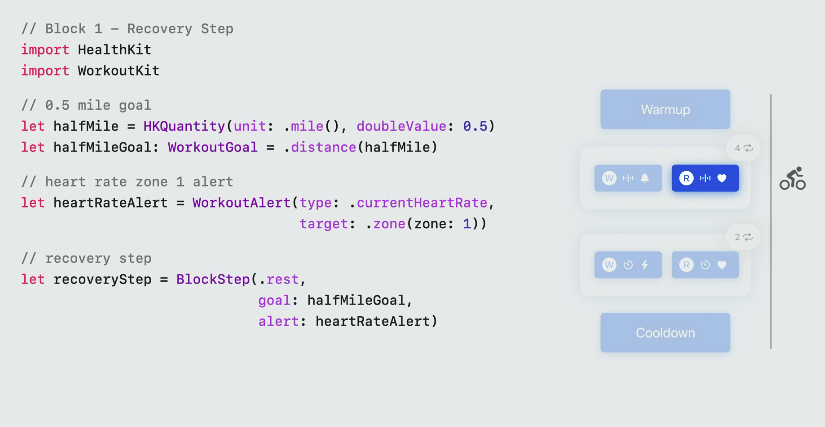 // Block 1 – Recovery Step
import HealthKit
import WorkoutKit
// 0.5 mile goal
let halfMile = HKQuantity(unit: .mile(), doubleValue: 0.5)
let halfMileGoal: WorkoutGoal = .distance(halfMile)
// heart rate zone 1 alert
let heartRateAlert = WorkoutAlert(type: .currentHeartRate,
target: .zone(zone: 1))
// recovery step
let recoveryStep = BlockStep(.rest,
goal: halfMileGoal,
alert: heartRateAlert)
Warmup
4
W R
2
W R
Cooldown